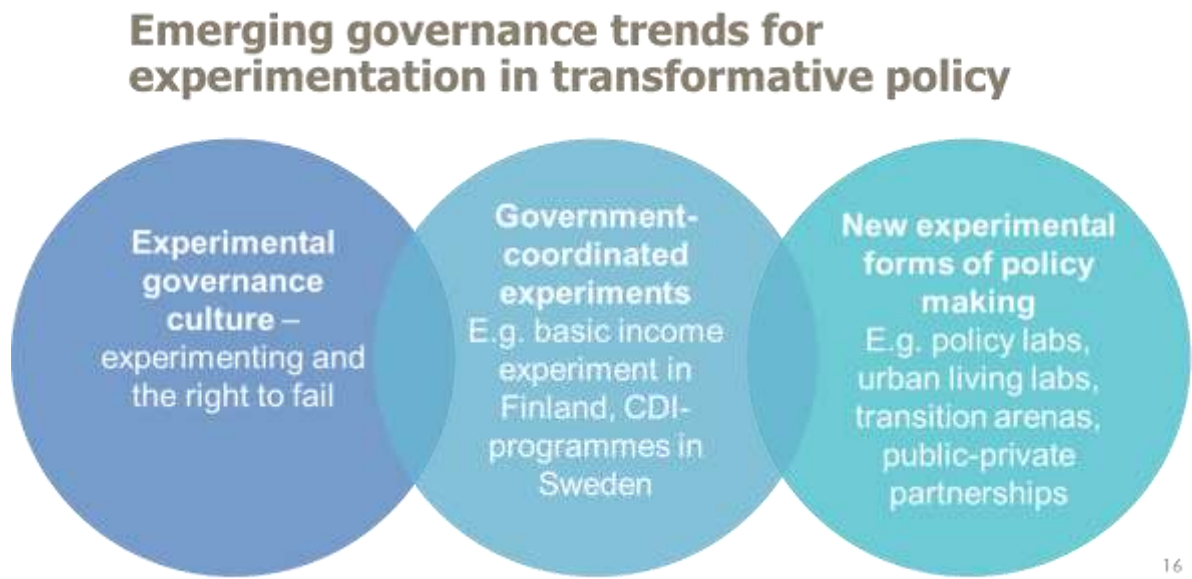 Emerging governance trends for
experimentation in transformative policy
Experimental
governance
culture –
experimenting and
the right to fail
Government-
coordinated
experiments
E.g. basic income
experiment in
Finland, CDI-
programmes in
Sweden
New experimental
forms of policy
making
E.g. policy labs,
urban living labs,
transition arenas,
public-private
partnerships
16